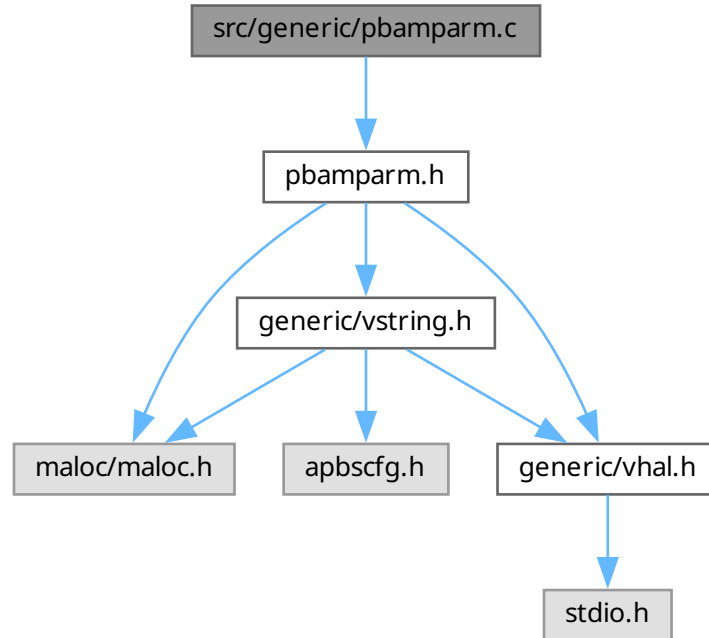 src/generic/pbamparm.c
pbamparm.h
generic/vstring.h
maloc/maloc.h
apbscfg.h
generic/vhal.h
stdio.h